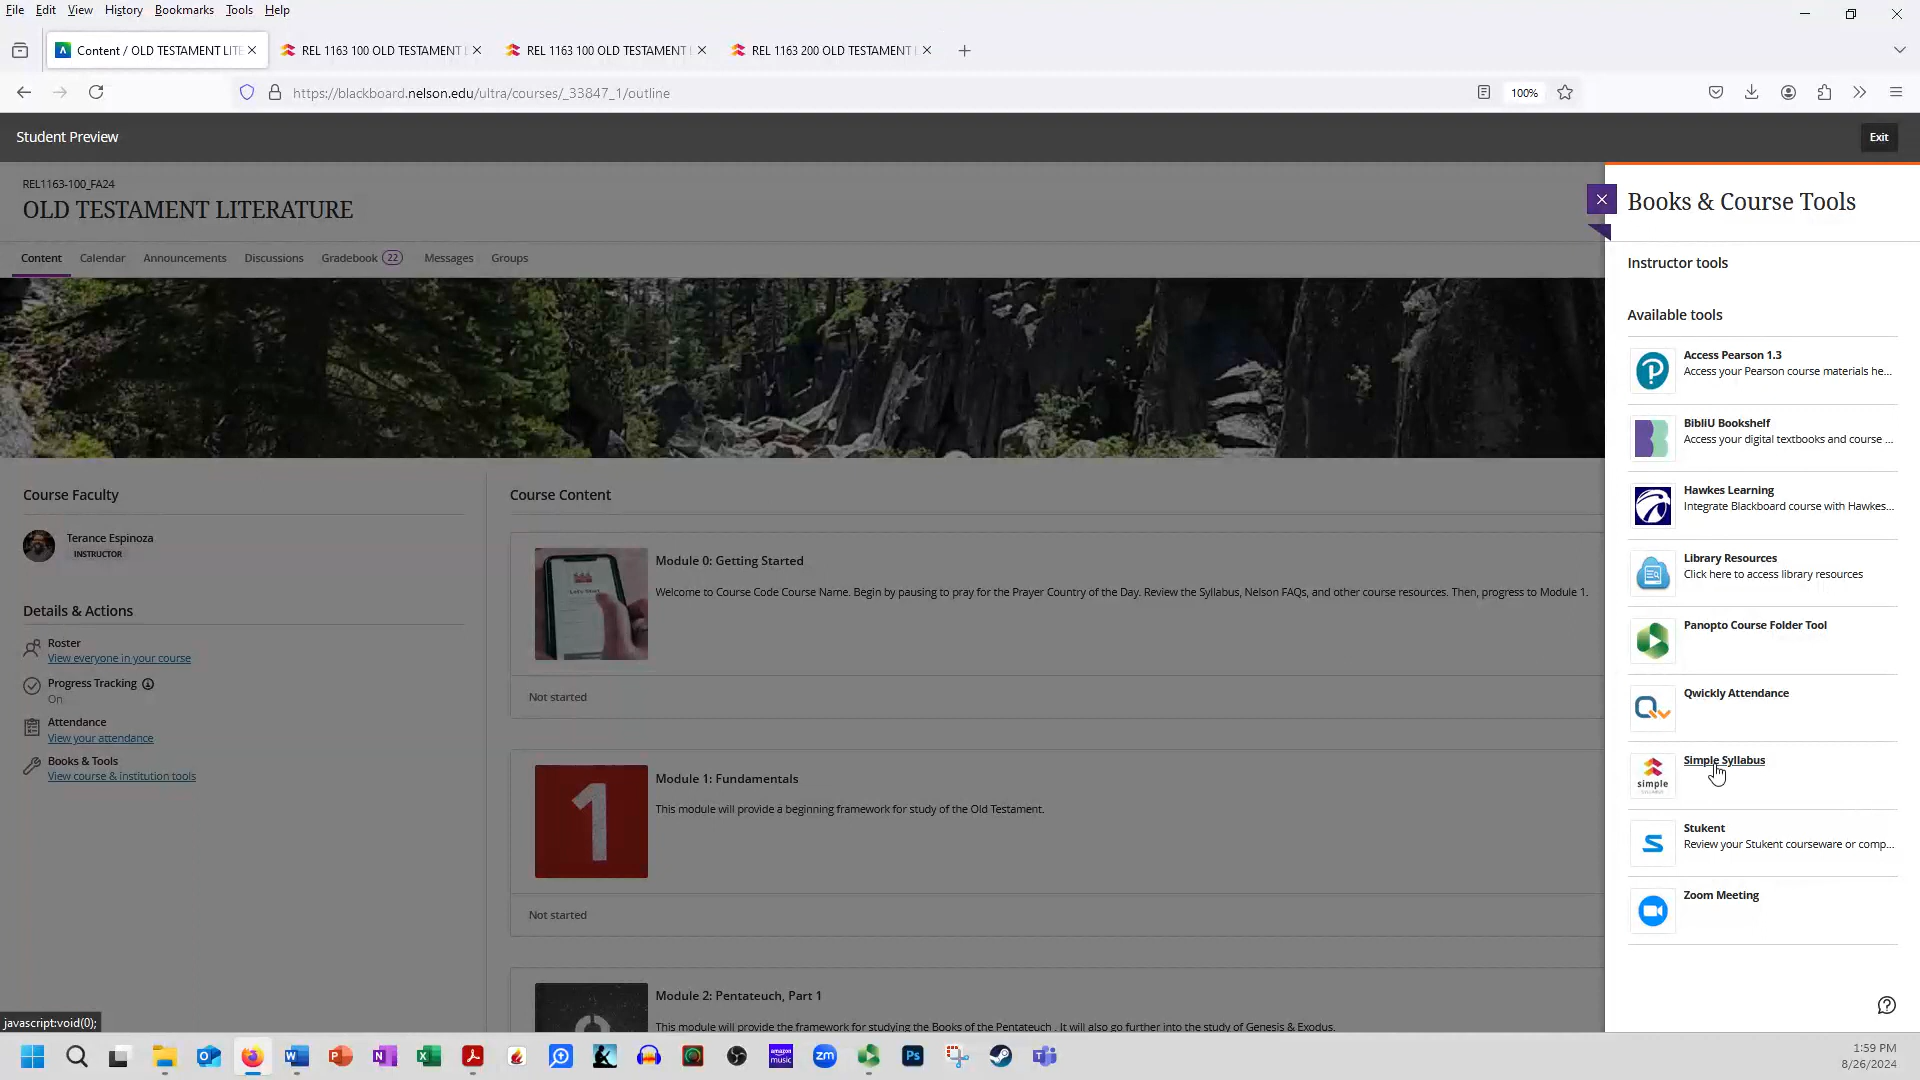 File Edit View History Bookmarks Tools Help
Content / OLD TESTAMENT LITE
REL 1163 100 OLD TESTAMENT
REL 1163 100 OLD TESTAMENT
REL 1163 200 OLD TESTAMENT
https://blackboard.nelson.edu/ultra/courses/_33847_1/outline
100%
Student Preview
Exit
REL1163-100_FA24
OLD TESTAMENT LITERATURE
Content Calendar Announcements Discussions Gradebook 22 Messages Groups
Course Faculty
Terance Espinoza
INSTRUCTOR
Details & Actions
Roster
View everyone in your course
Progress Tracking
On
Attendance
View your attendance
Books & Tools
View course & institution tools
Course Content
Module 0: Getting Started
Welcome to Course Code Course Name. Begin by pausing to pray for the Prayer Country of the Day. Review the Syllabus, Nelson FAQs, and other course resources. Then, progress to Module 1.
Not started
1
Module 1: Fundamentals
This module will provide a beginning framework for study of the Old Testament.
Not started
Module 2: Pentateuch, Part 1
This module will provide the framework for studying the Books of the Pentateuch . It will also go further into the study of Genesis & Exodus.
Books & Course Tools
Instructor tools
Available tools
Access Pearson 1.3
Access your Pearson course materials he...
BibliU Bookshelf
Access your digital textbooks and course ...
Hawkes Learning
Integrate Blackboard course with Hawkes...
Library Resources
Click here to access library resources
Panopto Course Folder Tool
Qwickly Attendance
Simple Syllabus
simple
Stukent
Review your Stukent courseware or comp...
Zoom Meeting
javascript:void(0);
1:59 PM
8/26/2024